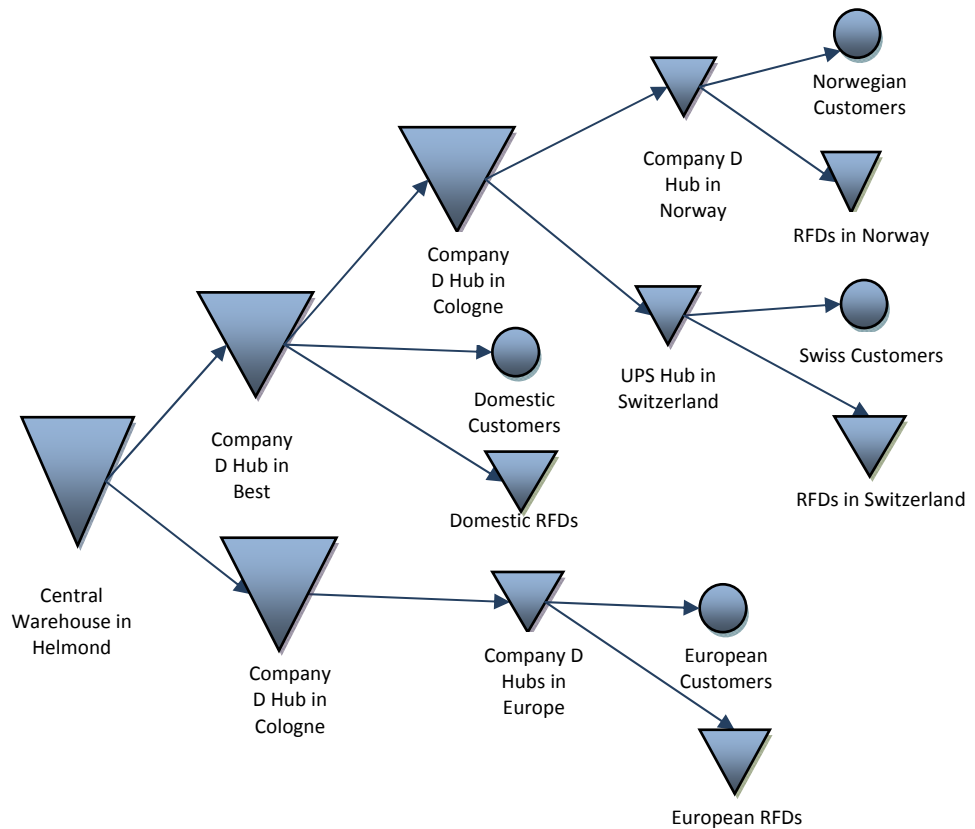 Norwegian
Customers
Company D
Hub in
Norway
RFDs in Norway
Company
D Hub in
Cologne
Swiss Customers
UPS Hub in
Switzerland
Domestic
Customers
RFDs in Switzerland
Company
D Hub in
Best
Domestic RFDs
Central
Warehouse in
Helmond
Company
D Hub in
Cologne
Company D
Hubs in
Europe
European
Customers
European RFDs